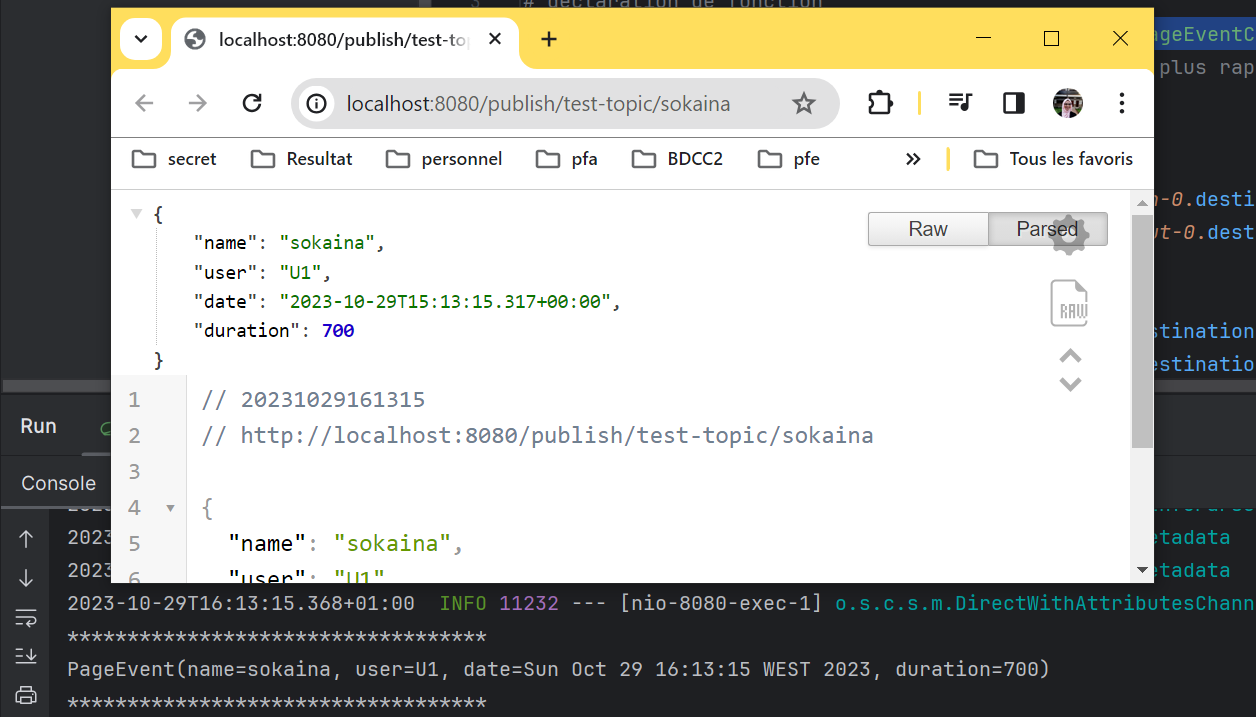 # declaration de fonction
localhost:8080/publish/test-to
ageEventC
plus rap
localhost:8080/publish/test-topic/sokaina
secret Resultat personnel pfa BDCC2 pfe » Tous les favoris
n-0.desti
ut-0.dest
Raw Parsed
{
"name": "sokaina",
"user": "U1",
"date": "2023-10-29T15:13:15.317+00:00",
"duration": 700
}
RAW
stination
estinatio
1 // 20231029161315
2 // http://localhost:8080/publish/test-topic/sokaina
3
4 {
5 "name": "sokaina",
6 "user": "U1"
Run
Console
2023 etadata
2023 etadata
2023-10-29T16:13:15.368+01:00 INFO 11232 --- [nio-8080-exec-1] o.s.c.s.m.DirectWithAttributesChann
***********************************
PageEvent(name=sokaina, user=U1, date=Sun Oct 29 16:13:15 WEST 2023, duration=700)
***********************************